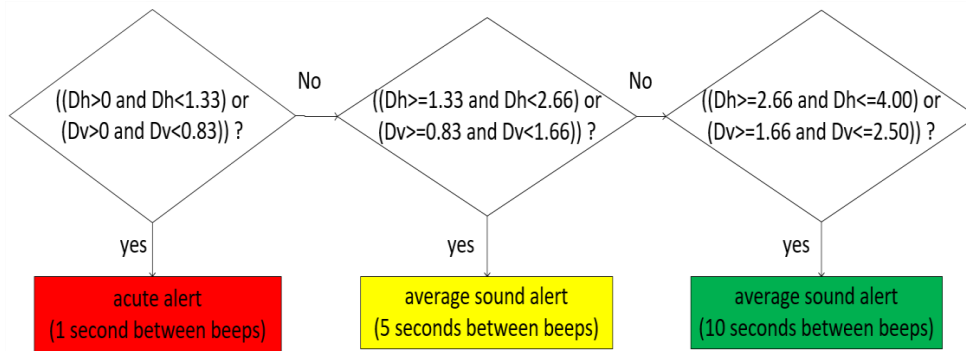 ((Dh>0 and Dh<1.33) or
(Dv>0 and Dv<0.83)) ?
No
((Dh>=1.33 and Dh<2.66) or
(Dv>=0.83 and Dv<1.66)) ?
No
((Dh>=2.66 and Dh<=4.00) or
(Dv>=1.66 and Dv<=2.50)) ?
yes
yes
yes
acute alert
(1 second between beeps)
average sound alert
(5 seconds between beeps)
average sound alert
(10 seconds between beeps)